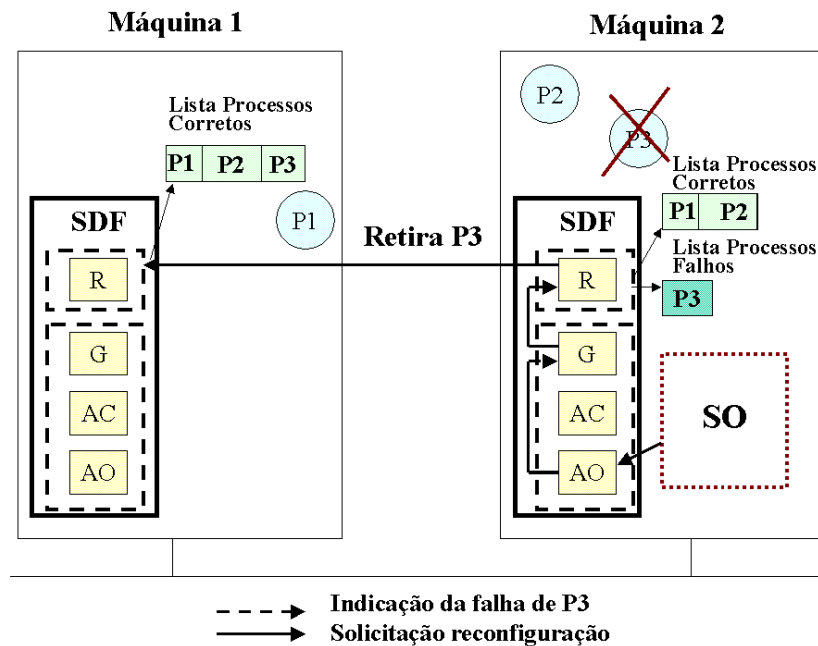 Máquina 1
Máquina 2
Lista Processos
Corretos
P1 P2 P3
P1
SDF
R
G
AC
AO
Retira P3
P2
P3
Lista Processos
Corretos
P1 P2
Lista Processos
Falhos
P3
SDF
R
G
AC
AO
SO
Indicação da falha de P3
Solicitação reconfiguração